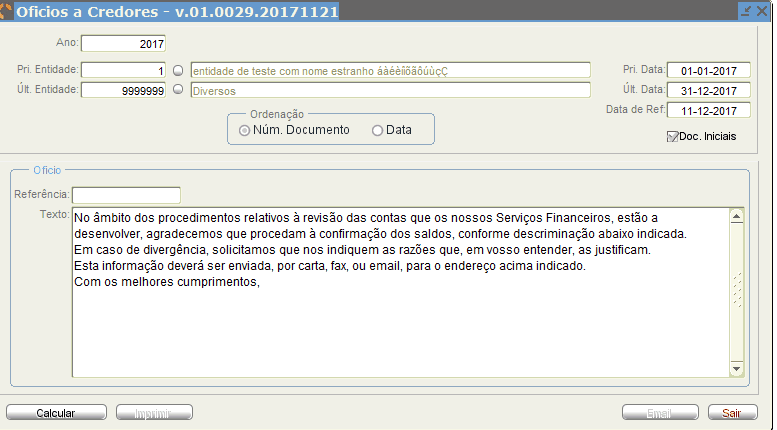 Oficios a Credores - v.01.0029.20171121
Ano: 2017
Pri. Entidade: 1 entidade de teste com nome estranho áàéèíîõãôúùçÇ Pri. Data: 01-01-2017
Últ. Entidade: 9999999 Diversos Últ. Data: 31-12-2017
Data de Ref: 11-12-2017
Ordenação
Núm. Documento Data
Doc. Iniciais
Oficio
Referência:
Texto: No âmbito dos procedimentos relativos à revisão das contas que os nossos Serviços Financeiros, estão a
desenvolver, agradecemos que procedam à confirmação dos saldos, conforme descriminação abaixo indicada.
Em caso de divergência, solicitamos que nos indiquem as razões que, em vosso entender, as justificam.
Esta informação deverá ser enviada, por carta, fax, ou email, para o endereço acima indicado.
Com os melhores cumprimentos,
Calcular Imprimir Email Sair